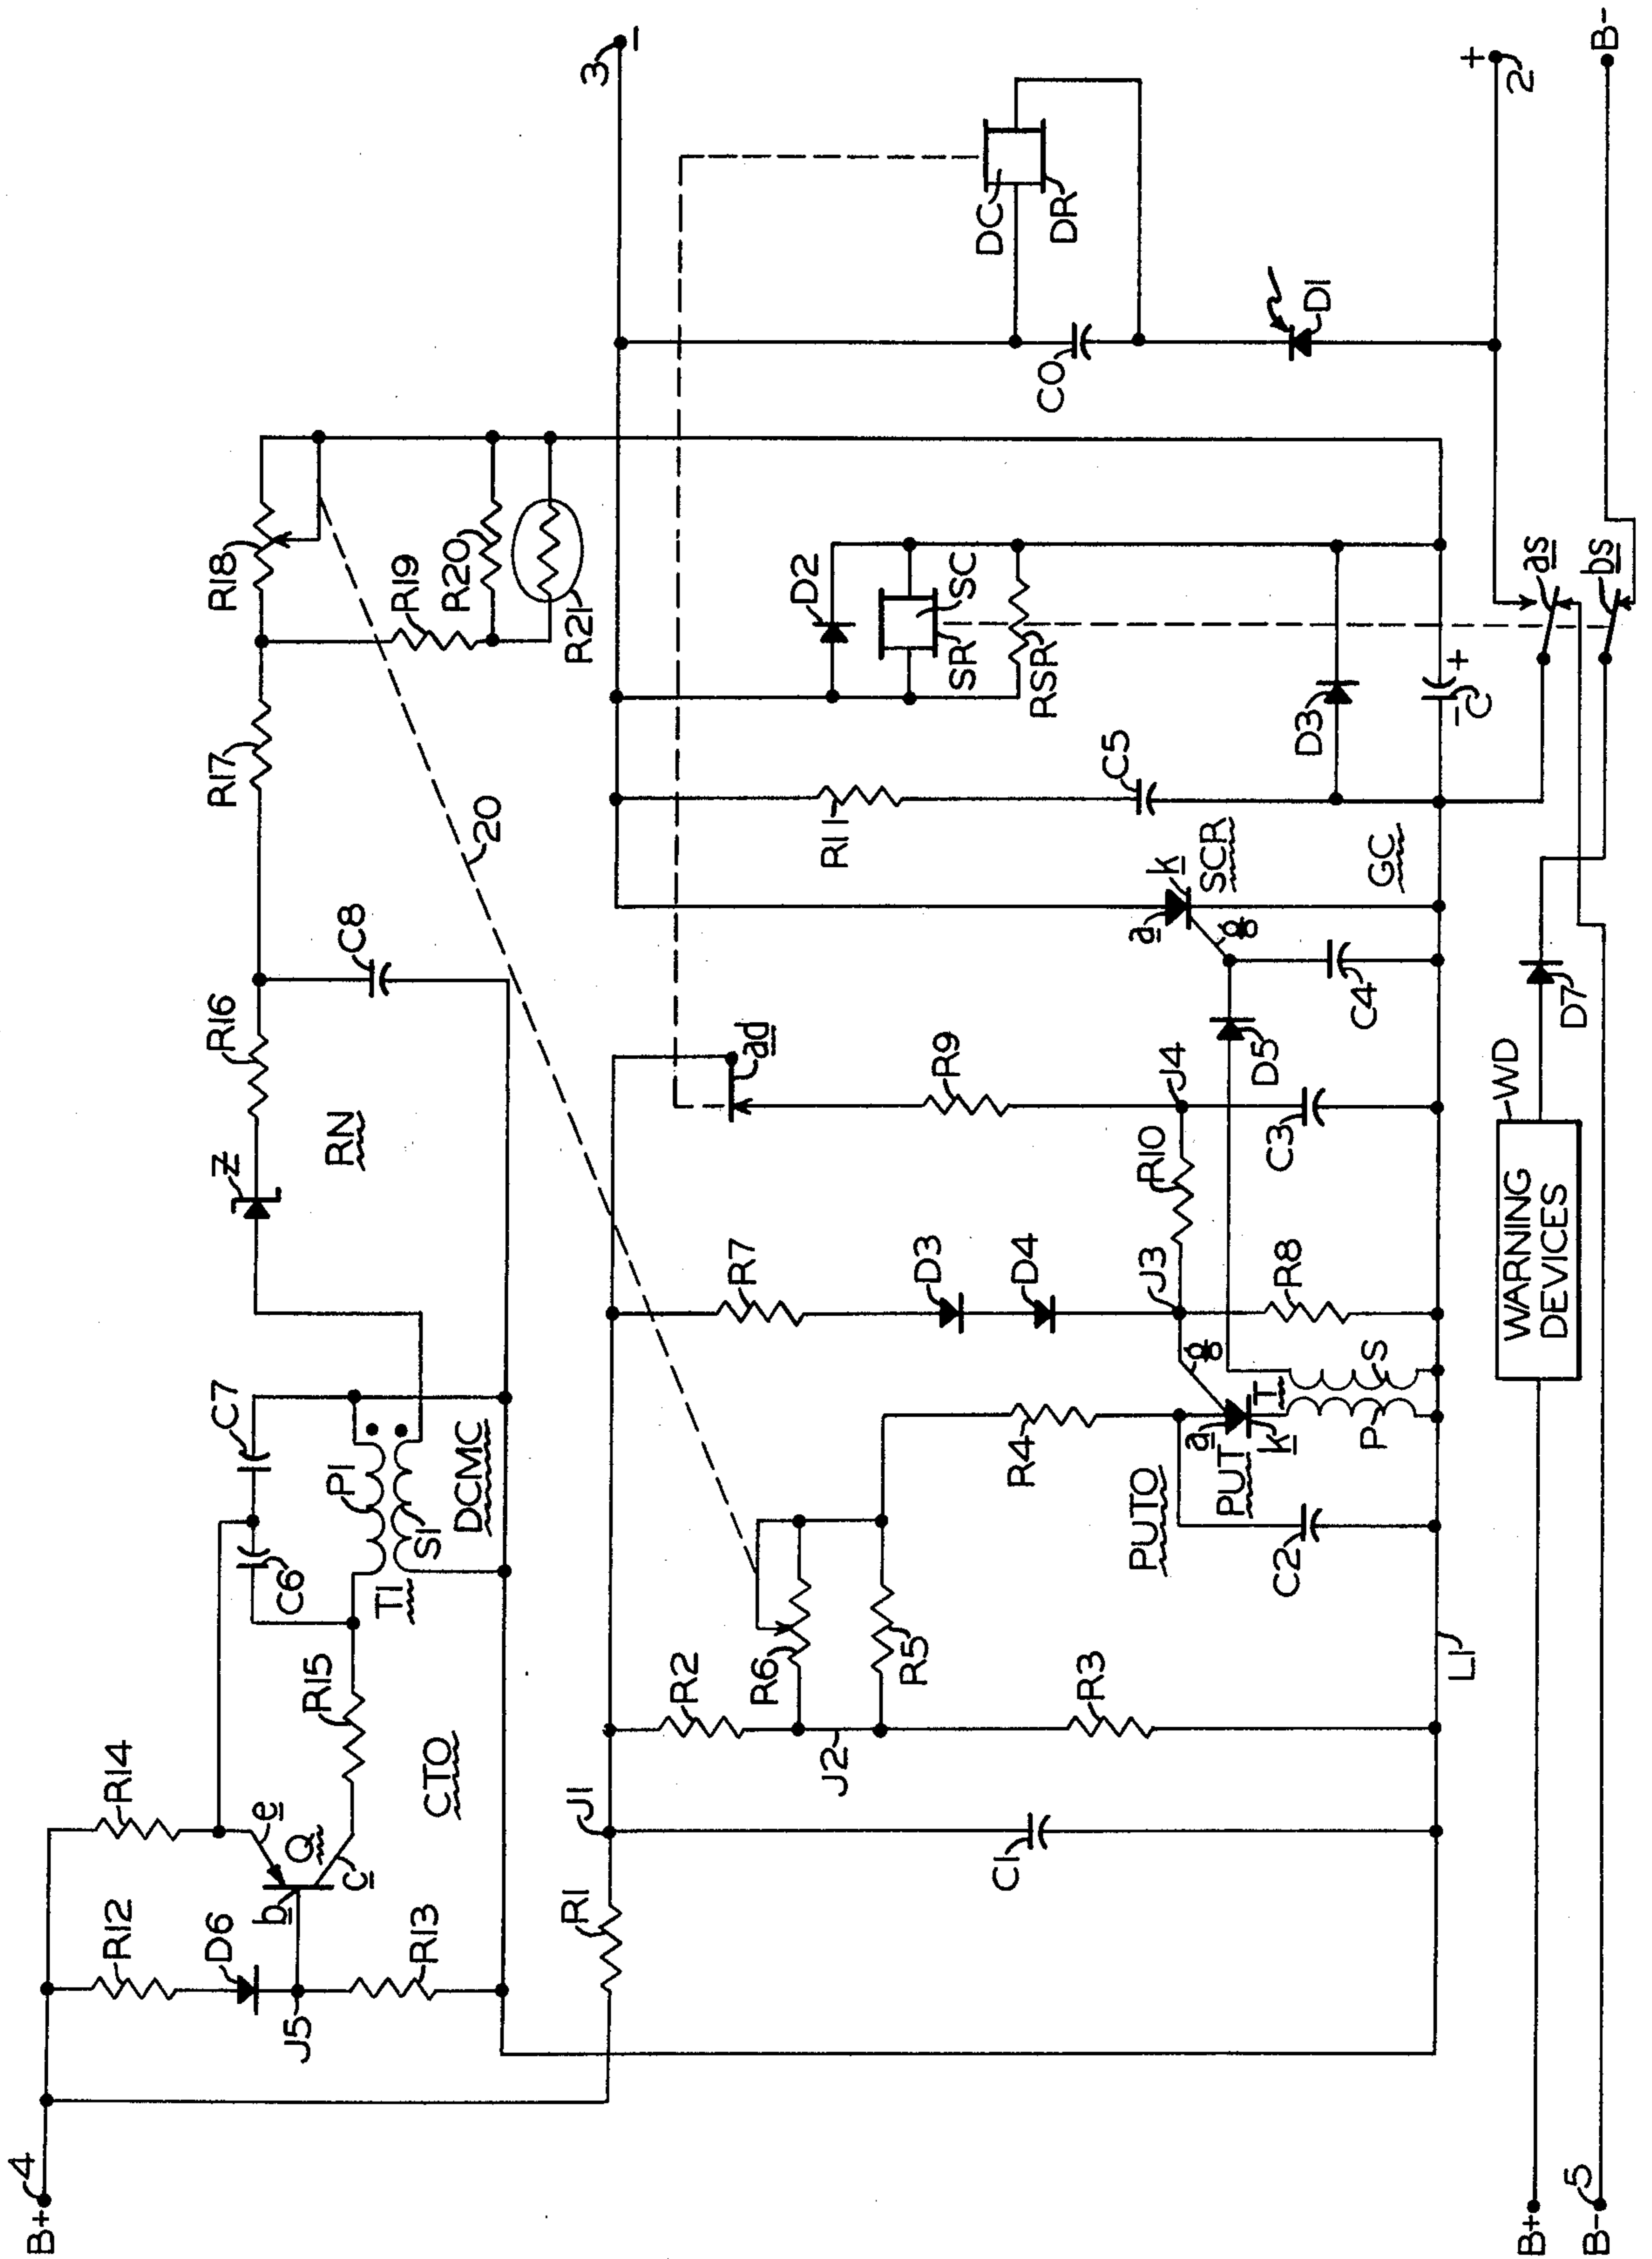 B+
4
R12
D6
J5
R13
R14
e
Q
b
c
R15
CTO
C6
C7
P1
S1
T1
DCMC
Z
R16
RN
C8
R17
R18
R19
R20
R21
20
3
1
R1
J1
C1
R2
J2
R3
R6
R5
R4
PUTO
C2
a
PUT
k
g
T
P
S
R7
D3
D4
J3
R8
R10
J4
R9
C3
ad
D5
C4
a
k
g
SCR
GC
R11
C5
D2
SR
SC
RSR
D3
C
+
CO
DC
DR
D1
+
2
B-
L1
as
bs
B+
WARNING
DEVICES
WD
D7
B-
5